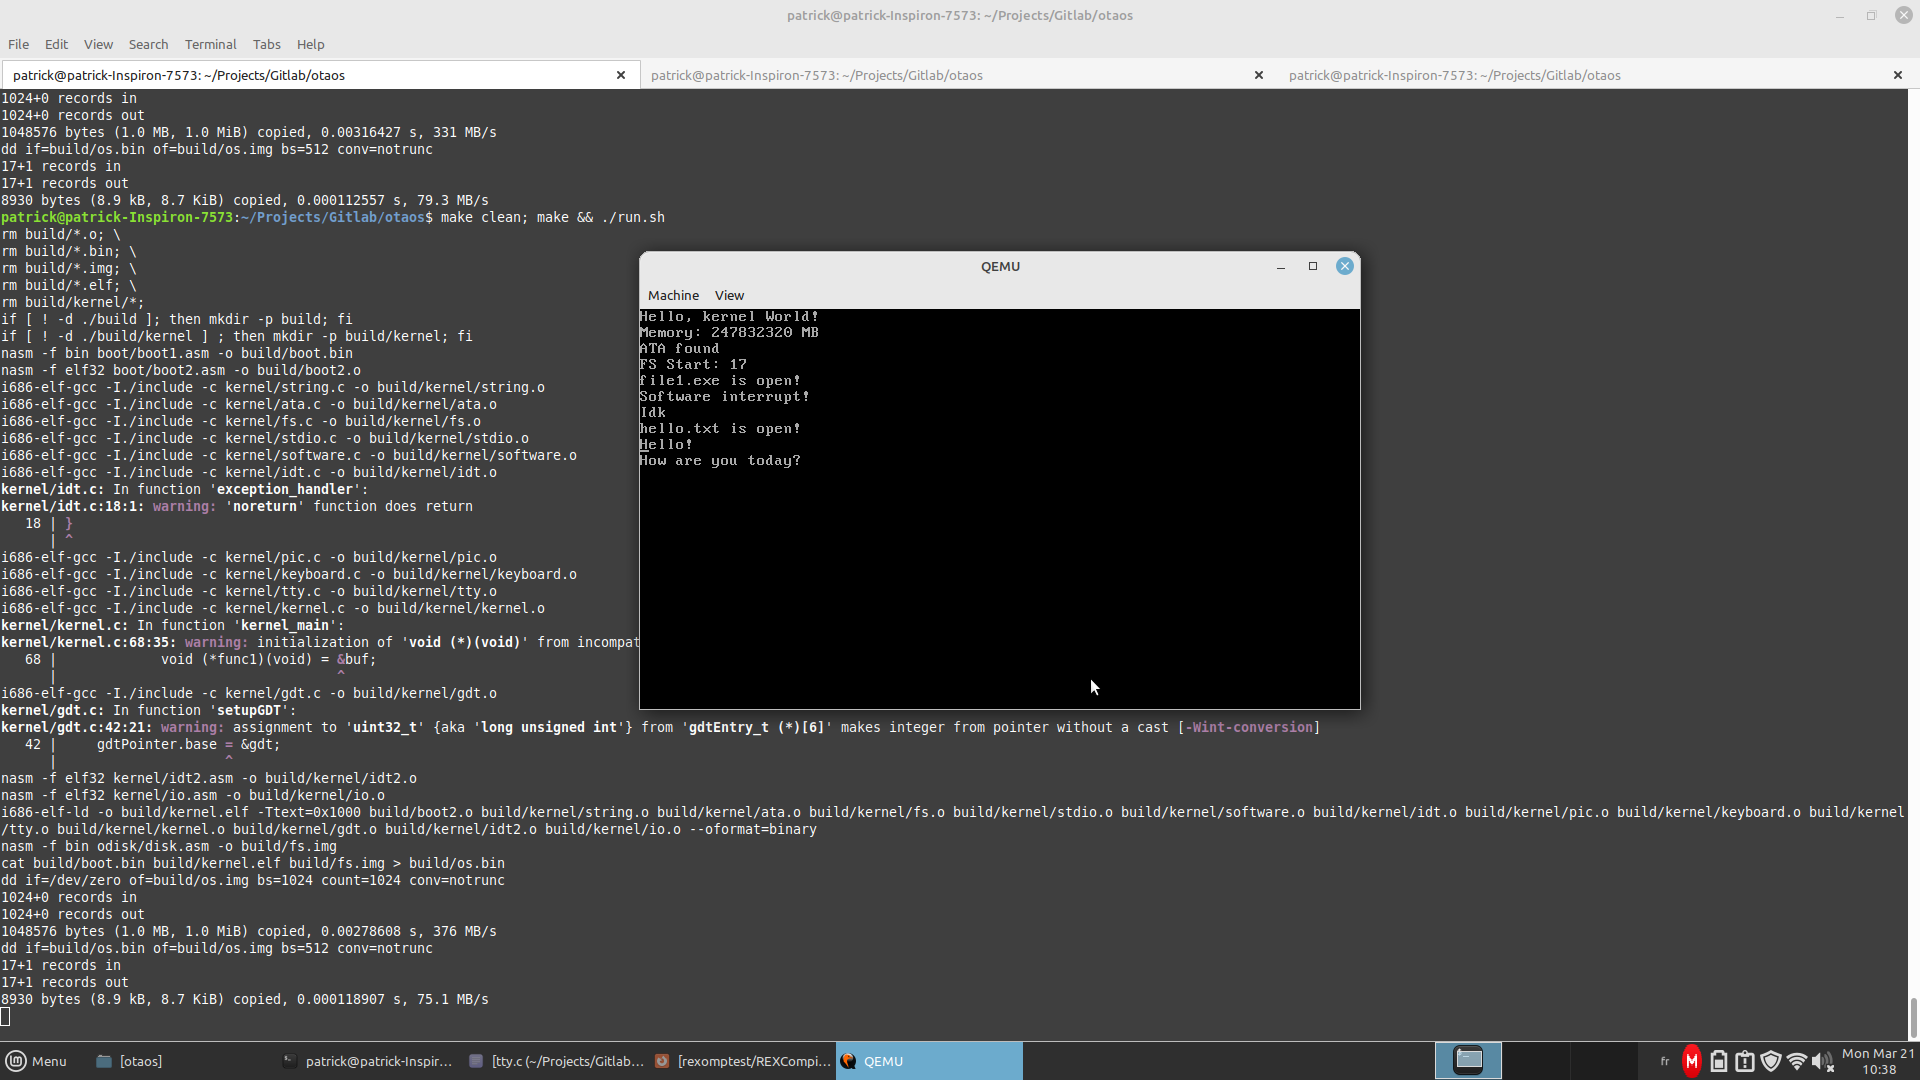 patrick@patrick-Inspiron-7573: ~/Projects/Gitlab/otaos
File Edit View Search Terminal Tabs Help
patrick@patrick-Inspiron-7573: ~/Projects/Gitlab/otaos patrick@patrick-Inspiron-7573: ~/Projects/Gitlab/otaos patrick@patrick-Inspiron-7573: ~/Projects/Gitlab/otaos
1024+0 records in
1024+0 records out
1048576 bytes (1.0 MB, 1.0 MiB) copied, 0.00316427 s, 331 MB/s
dd if=build/os.bin of=build/os.img bs=512 conv=notrunc
17+1 records in
17+1 records out
8930 bytes (8.9 kB, 8.7 KiB) copied, 0.000112557 s, 79.3 MB/s
patrick@patrick-Inspiron-7573:~/Projects/Gitlab/otaos$ make clean; make && ./run.sh
rm build/*.o; \
rm build/*.bin; \
rm build/*.img; \
rm build/*.elf; \
rm build/kernel/*;
if [ ! -d ./build ]; then mkdir -p build; fi
if [ ! -d ./build/kernel ] ; then mkdir -p build/kernel; fi
nasm -f bin boot/boot1.asm -o build/boot.bin
nasm -f elf32 boot/boot2.asm -o build/boot2.o
i686-elf-gcc -I./include -c kernel/string.c -o build/kernel/string.o
i686-elf-gcc -I./include -c kernel/ata.c -o build/kernel/ata.o
i686-elf-gcc -I./include -c kernel/fs.c -o build/kernel/fs.o
i686-elf-gcc -I./include -c kernel/stdio.c -o build/kernel/stdio.o
i686-elf-gcc -I./include -c kernel/software.c -o build/kernel/software.o
i686-elf-gcc -I./include -c kernel/idt.c -o build/kernel/idt.o
kernel/idt.c: In function 'exception_handler':
kernel/idt.c:18:1: warning: 'noreturn' function does return
18 | }
| ^
i686-elf-gcc -I./include -c kernel/pic.c -o build/kernel/pic.o
i686-elf-gcc -I./include -c kernel/keyboard.c -o build/kernel/keyboard.o
i686-elf-gcc -I./include -c kernel/tty.c -o build/kernel/tty.o
i686-elf-gcc -I./include -c kernel/kernel.c -o build/kernel/kernel.o
kernel/kernel.c: In function 'kernel_main':
kernel/kernel.c:68:35: warning: initialization of 'void (*)(void)' from incompat
68 | void (*func1)(void) = &buf;
| ^
i686-elf-gcc -I./include -c kernel/gdt.c -o build/kernel/gdt.o
kernel/gdt.c: In function 'setupGDT':
kernel/gdt.c:42:21: warning: assignment to 'uint32_t' {aka 'long unsigned int'} from 'gdtEntry_t (*)[6]' makes integer from pointer without a cast [-Wint-conversion]
42 | gdtPointer.base = &gdt;
| ^
nasm -f elf32 kernel/idt2.asm -o build/kernel/idt2.o
nasm -f elf32 kernel/io.asm -o build/kernel/io.o
i686-elf-ld -o build/kernel.elf -Ttext=0x1000 build/boot2.o build/kernel/string.o build/kernel/ata.o build/kernel/fs.o build/kernel/stdio.o build/kernel/software.o build/kernel/idt.o build/kernel/pic.o build/kernel/keyboard.o build/kernel
/tty.o build/kernel/kernel.o build/kernel/gdt.o build/kernel/idt2.o build/kernel/io.o --oformat=binary
nasm -f bin odisk/disk.asm -o build/fs.img
cat build/boot.bin build/kernel.elf build/fs.img > build/os.bin
dd if=/dev/zero of=build/os.img bs=1024 count=1024 conv=notrunc
1024+0 records in
1024+0 records out
1048576 bytes (1.0 MB, 1.0 MiB) copied, 0.00278608 s, 376 MB/s
dd if=build/os.bin of=build/os.img bs=512 conv=notrunc
17+1 records in
17+1 records out
8930 bytes (8.9 kB, 8.7 KiB) copied, 0.000118907 s, 75.1 MB/s
QEMU
Machine View
Hello, kernel World!
Memory: 247832320 MB
ATA found
FS Start: 17
file1.exe is open!
Software interrupt!
Idk
hello.txt is open!
Hello!
How are you today?
Menu [otaos] patrick@patrick-Inspir... [tty.c (~/Projects/Gitlab... [rexomptest/REXCompi... QEMU fr M Mon Mar 21
10:38